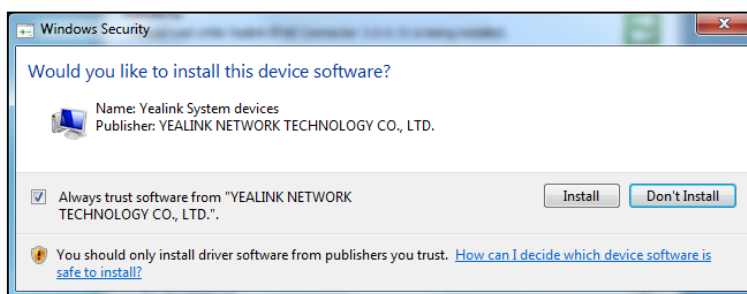 Windows Security
Would you like to install this device software?
Name: Yealink System devices
Publisher: YEALINK NETWORK TECHNOLOGY CO., LTD.
Always trust software from "YEALINK NETWORK
TECHNOLOGY CO., LTD.".
Install
Don't Install
You should only install driver software from publishers you trust. How can I decide which device software is
safe to install?